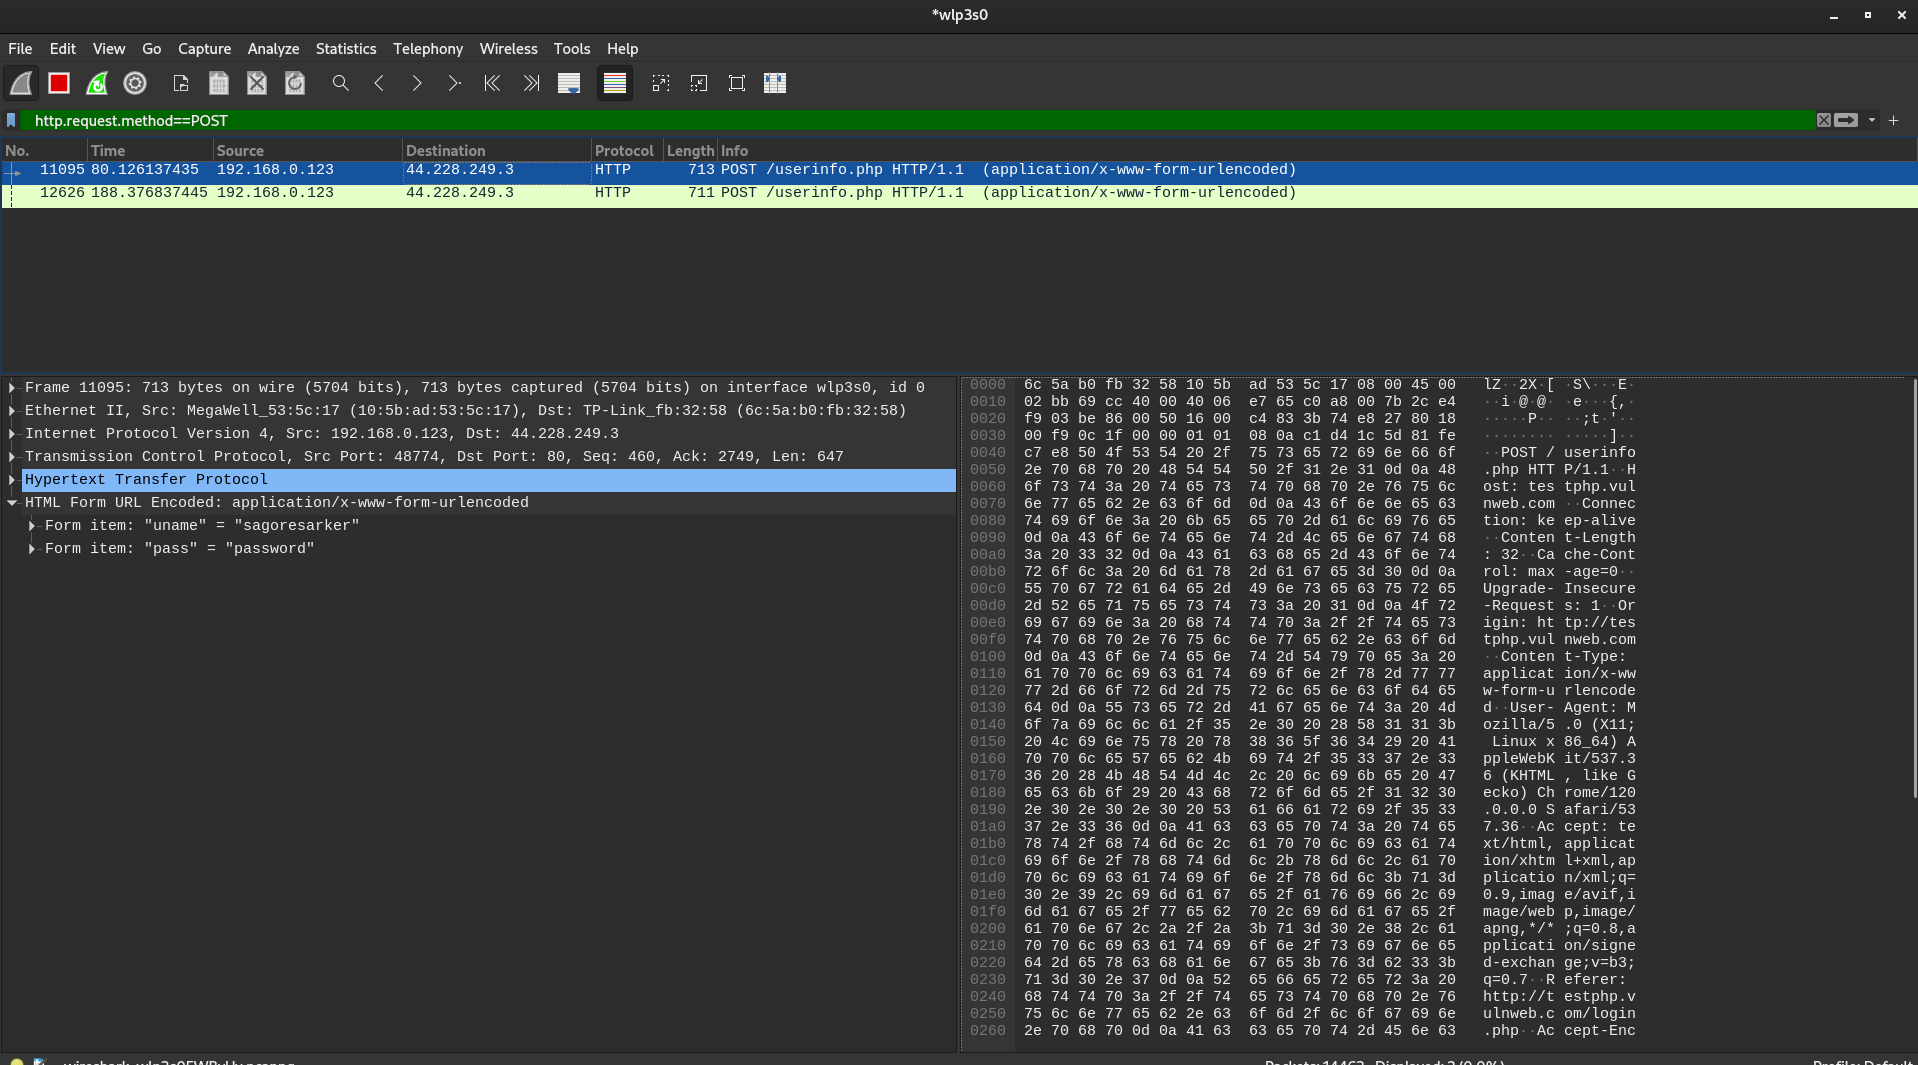 *wlp3s0
File Edit View Go Capture Analyze Statistics Telephony Wireless Tools Help
http.request.method==POST
No. Time Source Destination Protocol Length Info
11095 80.126137435 192.168.0.123 44.228.249.3 HTTP 713 POST /userinfo.php HTTP/1.1 (application/x-www-form-urlencoded)
12626 188.376837445 192.168.0.123 44.228.249.3 HTTP 711 POST /userinfo.php HTTP/1.1 (application/x-www-form-urlencoded)
Frame 11095: 713 bytes on wire (5704 bits), 713 bytes captured (5704 bits) on interface wlp3s0, id 0
Ethernet II, Src: MegaWell_53:5c:17 (10:5b:ad:53:5c:17), Dst: TP-Link_fb:32:58 (6c:5a:b0:fb:32:58)
Internet Protocol Version 4, Src: 192.168.0.123, Dst: 44.228.249.3
Transmission Control Protocol, Src Port: 48774, Dst Port: 80, Seq: 460, Ack: 2749, Len: 647
Hypertext Transfer Protocol
HTML Form URL Encoded: application/x-www-form-urlencoded
Form item: "uname" = "sagoresarker"
Form item: "pass" = "password"
0000 6c 5a b0 fb 32 58 10 5b ad 53 5c 17 08 00 45 00 lZ··2X·[ ·S\···E·
0010 02 bb 69 cc 40 00 40 06 e7 65 c0 a8 00 7b 2c e4 ··i·@·@· ·e···{,·
0020 f9 03 be 86 00 50 16 00 c4 83 3b 74 e8 27 80 18 ·····P·· ··;t·'··
0030 00 f9 0c 1f 00 00 01 01 08 0a c1 d4 1c 5d 81 fe ········ ·····]··
0040 c7 e8 50 4f 53 54 20 2f 75 73 65 72 69 6e 66 6f ··POST / userinfo
0050 2e 70 68 70 20 48 54 54 50 2f 31 2e 31 0d 0a 48 .php HTT P/1.1··H
0060 6f 73 74 3a 20 74 65 73 74 70 68 70 2e 76 75 6c ost: tes tphp.vul
0070 6e 77 65 62 2e 63 6f 6d 0d 0a 43 6f 6e 6e 65 63 nweb.com ··Connec
0080 74 69 6f 6e 3a 20 6b 65 65 70 2d 61 6c 69 76 65 tion: ke ep-alive
0090 0d 0a 43 6f 6e 74 65 6e 74 2d 4c 65 6e 67 74 68 ··Conten t-Length
00a0 3a 20 33 32 0d 0a 43 61 63 68 65 2d 43 6f 6e 74 : 32··Ca che-Cont
00b0 72 6f 6c 3a 20 6d 61 78 2d 61 67 65 3d 30 0d 0a rol: max -age=0··
00c0 55 70 67 72 61 64 65 2d 49 6e 73 65 63 75 72 65 Upgrade- Insecure
00d0 2d 52 65 71 75 65 73 74 73 3a 20 31 0d 0a 4f 72 -Request s: 1··Or
00e0 69 67 69 6e 3a 20 68 74 74 70 3a 2f 2f 74 65 73 igin: ht tp://tes
00f0 74 70 68 70 2e 76 75 6c 6e 77 65 62 2e 63 6f 6d tphp.vul nweb.com
0100 0d 0a 43 6f 6e 74 65 6e 74 2d 54 79 70 65 3a 20 ··Conten t-Type:
0110 61 70 70 6c 69 63 61 74 69 6f 6e 2f 78 2d 77 77 applicat ion/x-ww
0120 77 2d 66 6f 72 6d 2d 75 72 6c 65 6e 63 6f 64 65 w-form-u rlencode
0130 64 0d 0a 55 73 65 72 2d 41 67 65 6e 74 3a 20 4d d··User- Agent: M
0140 6f 7a 69 6c 6c 61 2f 35 2e 30 20 28 58 31 31 3b ozilla/5 .0 (X11;
0150 20 4c 69 6e 75 78 20 78 38 36 5f 36 34 29 20 41 Linux x 86_64) A
0160 70 70 6c 65 57 65 62 4b 69 74 2f 35 33 37 2e 33 ppleWebK it/537.3
0170 36 20 28 4b 48 54 4d 4c 2c 20 6c 69 6b 65 20 47 6 (KHTML , like G
0180 65 63 6b 6f 29 20 43 68 72 6f 6d 65 2f 31 32 30 ecko) Ch rome/120
0190 2e 30 2e 30 2e 30 20 53 61 66 61 72 69 2f 35 33 .0.0.0 S afari/53
01a0 37 2e 33 36 0d 0a 41 63 63 65 70 74 3a 20 74 65 7.36··Ac cept: te
01b0 78 74 2f 68 74 6d 6c 2c 61 70 70 6c 69 63 61 74 xt/html, applicat
01c0 69 6f 6e 2f 78 68 74 6d 6c 2b 78 6d 6c 2c 61 70 ion/xhtm l+xml,ap
01d0 70 6c 69 63 61 74 69 6f 6e 2f 78 6d 6c 3b 71 3d plicatio n/xml;q=
01e0 30 2e 39 2c 69 6d 61 67 65 2f 61 76 69 66 2c 69 0.9,imag e/avif,i
01f0 6d 61 67 65 2f 77 65 62 70 2c 69 6d 61 67 65 2f mage/web p,image/
0200 61 70 6e 67 2c 2a 2f 2a 3b 71 3d 30 2e 38 2c 61 apng,*/* ;q=0.8,a
0210 70 70 6c 69 63 61 74 69 6f 6e 2f 73 69 67 6e 65 pplicati on/signe
0220 64 2d 65 78 63 68 61 6e 67 65 3b 76 3d 62 33 3b d-exchan ge;v=b3;
0230 71 3d 30 2e 37 0d 0a 52 65 66 65 72 65 72 3a 20 q=0.7··R eferer:
0240 68 74 74 70 3a 2f 2f 74 65 73 74 70 68 70 2e 76 http://t estphp.v
0250 75 6c 6e 77 65 62 2e 63 6f 6d 2f 6c 6f 67 69 6e ulnweb.c om/login
0260 2e 70 68 70 0d 0a 41 63 63 65 70 74 2d 45 6e 63 .php··Ac cept-Enc
Profile: Default